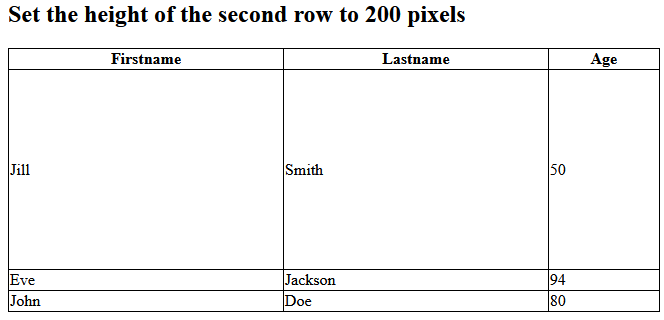 Set the height of the second row to 200 pixels
Firstname Lastname Age
Jill Smith 50
Eve Jackson 94
John Doe 80